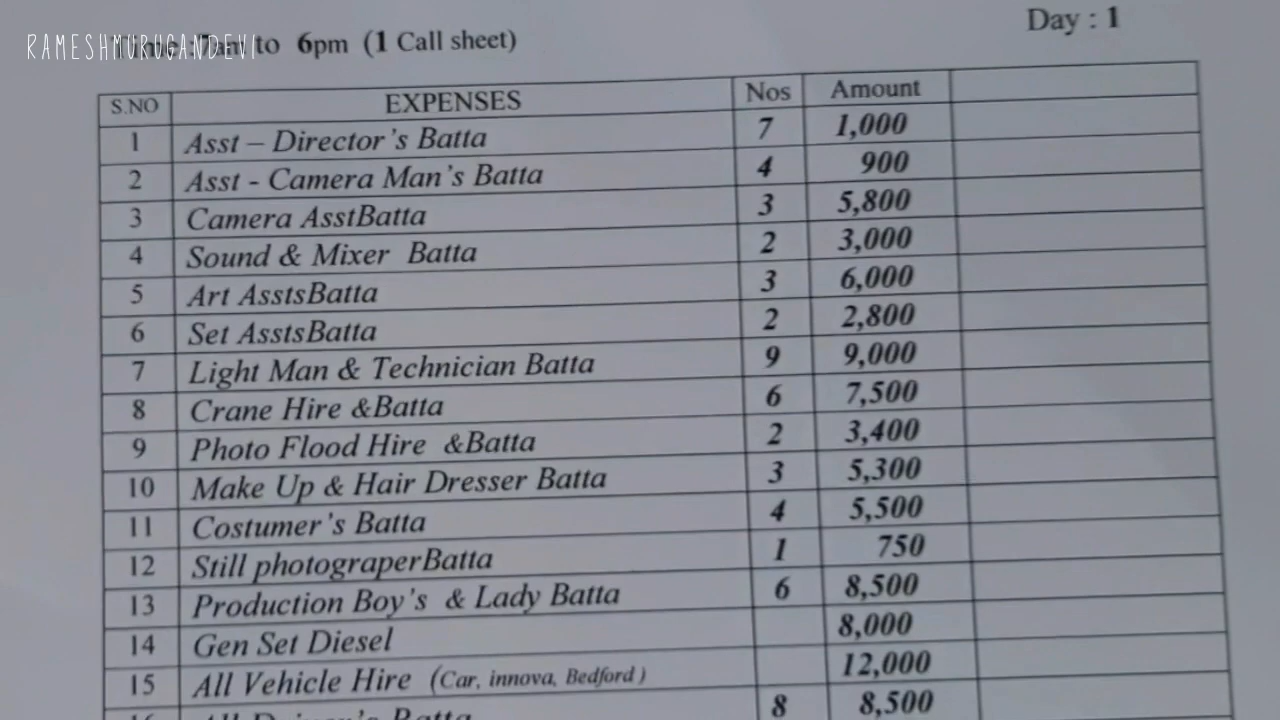 Day : 1
RAMESHMURUGANDEVI
Time: 7am to 6pm (1 Call sheet)
S.NO EXPENSES Nos Amount
1 Asst – Director's Batta 7 1,000
2 Asst - Camera Man's Batta 4 900
3 Camera AsstBatta 3 5,800
4 Sound & Mixer Batta 2 3,000
5 Art AsstsBatta 3 6,000
6 Set AsstsBatta 2 2,800
7 Light Man & Technician Batta 9 9,000
8 Crane Hire &Batta 6 7,500
9 Photo Flood Hire &Batta 2 3,400
10 Make Up & Hair Dresser Batta 3 5,300
11 Costumer's Batta 4 5,500
12 Still photograperBatta 1 750
13 Production Boy's & Lady Batta 6 8,500
14 Gen Set Diesel 8,000
15 All Vehicle Hire (Car, innova, Bedford )  12,000
16 All Driver's Batta 8 8,500